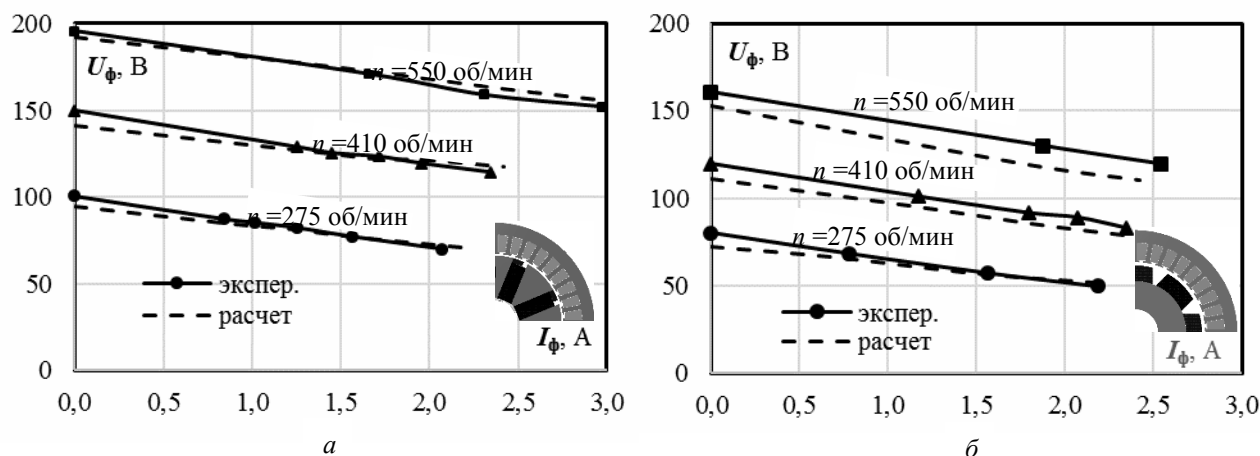 200
U_ф, В
n =550 об/мин
150
n =410 об/мин
100
n =275 об/мин
50
экспер.
расчет
I_ф, А
0
0,0 0,5 1,0 1,5 2,0 2,5 3,0
а
200
U_ф, В
n =550 об/мин
150
n =410 об/мин
100
n =275 об/мин
50
экспер.
расчет
I_ф, А
0
0,0 0,5 1,0 1,5 2,0 2,5 3,0
б